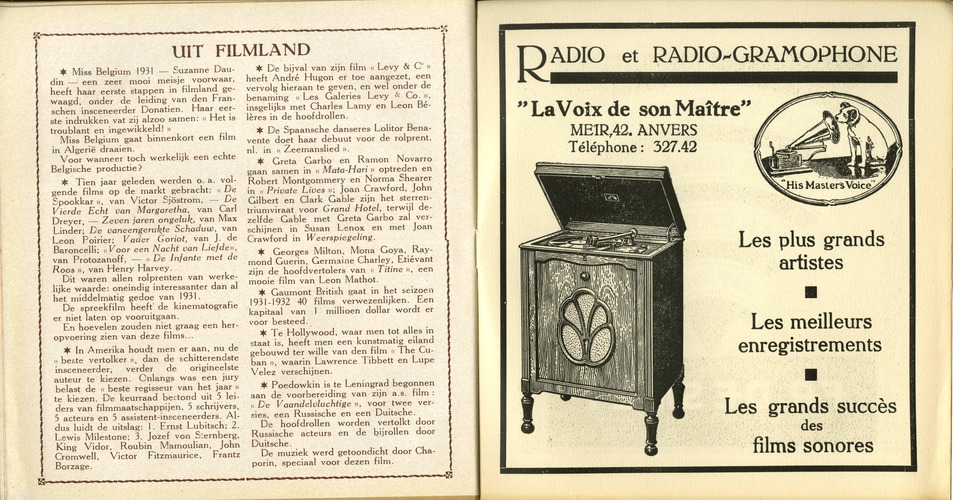 UIT FILMLAND
✶ Miss Belgium 1931 — Suzanne Dau-
din — een zeer mooi meisje voorwaar,
heeft haar eerste stappen in filmland ge-
waagd, onder de leiding van den Fran-
schen insceneerder Donatien. Haar eer-
ste indrukken vat zij alzoo samen: « Het is
troublant en ingewikkeld! »
Miss Belgium gaat binnenkort een film
in Algerië draaien.
Voor wanneer toch werkelijk een echte
Belgische productie?
✶ Tien jaar geleden werden o. a. vol-
gende films op de markt gebracht: « De
Spookkar », van Victor Sjöstrom, — De
Vierde Echt van Margaretha, van Carl
Dreyer, — Zeven jaren ongeluk, van Max
Linder; De vaneengerukte Schaduw, van
Leon Poirier; Vader Goriot, van J. de
Baroncelli; «Voor een Nacht van Liefde»,
van Protozanoff, — « De Infante met de
Roos », van Henry Harvey.
Dit waren allen rolprenten van werke-
lijke waarde: oneindig interessanter dan al
het middelmatig gedoe van 1931.
De spreekfilm heeft de kinematografie
er niet laten op vooruitgaan.
En hoevelen zouden niet graag een her-
opvoering zien van deze films...
✶ In Amerika houdt men er aan, nu de
« beste vertolker », dan de schitterendste
insceneerder, verder de origineelste
auteur te kiezen. Onlangs was een jury
belast de « beste regisseur van het jaar »
te kiezen. De keurraad bestond uit 5 lei-
ders van filmmaatschappijen, 5 schrijvers,
5 acteurs en 5 assistent-insceneerders. Al-
dus luidt de uitslag: 1. Ernst Lubitsch; 2.
Lewis Milestone; 3. Jozef von Sternberg,
King Vidor, Roubin Mamoulian, John
Cromwell, Victor Fitzmaurice, Frantz
Borzage.
✶ De bijval van zijn film « Levy & C° »
heeft André Hugon er toe aangezet, een
vervolg hieraan te geven, en wel onder de
benaming « Les Galeries Levy & Co. »,
insgelijks met Charles Lamy en Leon Bé-
lères in de hoofdrollen.
✶ De Spaansche danseres Lolitor Bena-
vente doet haar debuut voor de rolprent.
nl. in « Zeemanslied ».
✶ Greta Garbo en Ramon Novarro
gaan samen in « Mata-Hari » optreden en
Robert Montgommery en Norma Shearer
in « Private Lives »; Joan Crawford, John
Gilbert en Clark Gable zijn het sterren-
triumviraat voor Grand Hotel, terwijl de-
zelfde Gable met Greta Garbo zal ver-
schijnen in Susan Lenox en met Joan
Crawford in Weerspiegeling.
✶ Georges Milton, Mona Goya, Ray-
mond Guerin, Germaine Charley, Etiévant
zijn de hoofdvertolers van « Titine », een
mooie film van Leon Mathot.
✶ Gaumont British gaat in het seizoen
1931-1932 40 films verwezenlijken. Een
kapitaal van 1 millioen dollar wordt er
voor besteed.
✶ Te Hollywood, waar men tot alles in
staat is, heeft men een kunstmatig eiland
gebouwd ter wille van den film « The Cu-
ban », waarin Lawrence Tibbett en Lupe
Velez verschijnen.
✶ Poedowkin is te Leningrad begonnen
aan de voorbereiding van zijn a.s. film :
« De Vaandelvluchtige », voor twee ver-
sies, een Russische en een Duitsche.
De hoofdrollen worden vertolkt door
Russische acteurs en de bijrollen door
Duitsche.
De muziek werd getoondicht door Cha-
porin, speciaal voor dezen film.
RADIO et RADIO-GRAMOPHONE
"La Voix de son Maître"
MEIR, 42. ANVERS
Téléphone : 327.42
"His Masters Voice"
Les plus grands
artistes
Les meilleurs
enregistrements
Les grands succès
des
films sonores